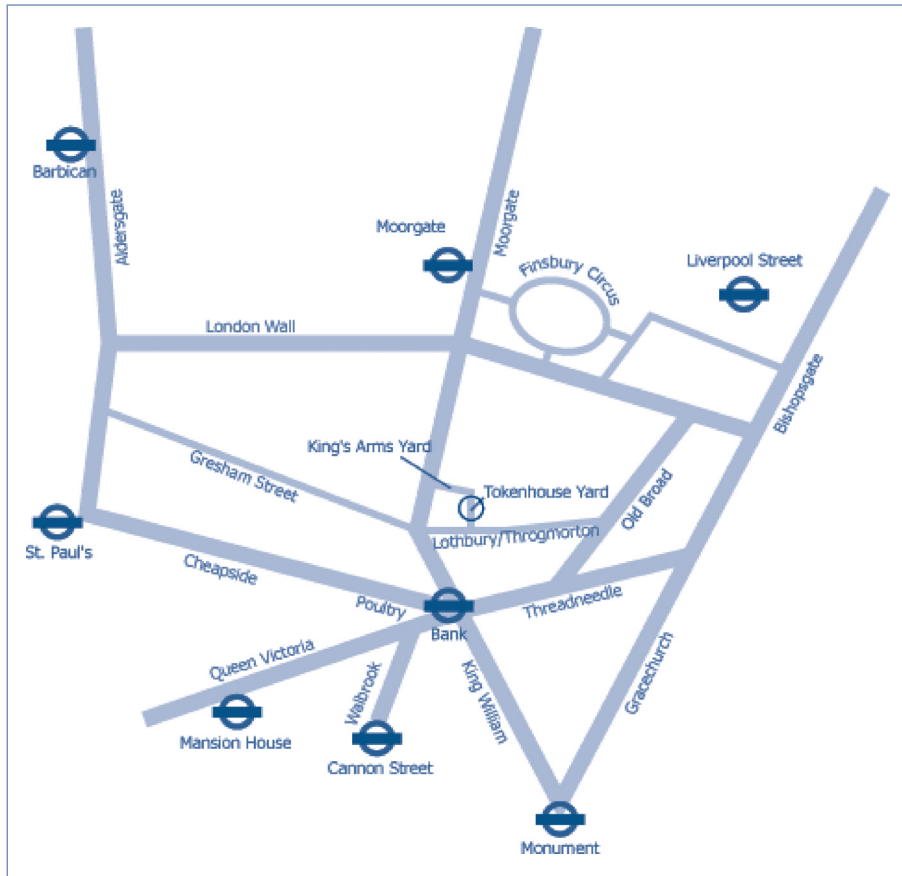 Barbican
Aldersgate
Moorgate
Moorgate
Finsbury Circus
Liverpool Street
London Wall
Bishopsgate
King's Arms Yard
Gresham Street
Tokenhouse Yard
Old Broad
Lothbury/Throgmorton
St. Paul's
Cheapside
Poultry
Threadneedle
Bank
Queen Victoria
Walbrook
King William
Gracechurch
Mansion House
Cannon Street
Monument